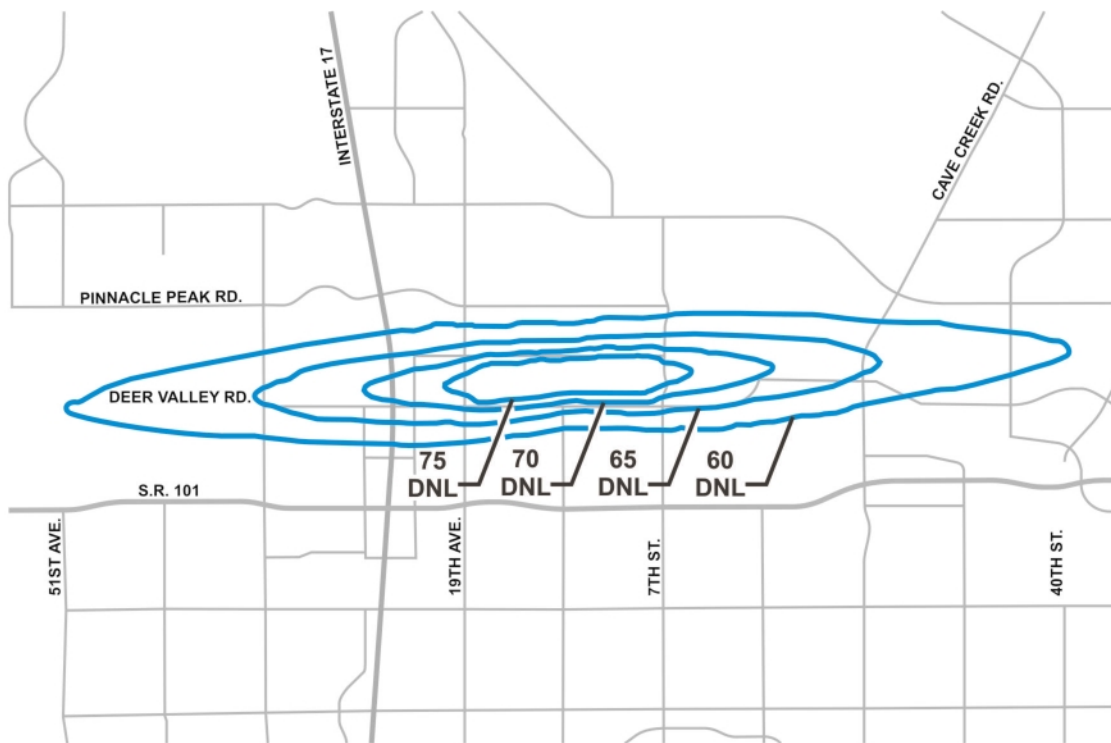 INTERSTATE 17
CAVE CREEK RD.
PINNACLE PEAK RD.
DEER VALLEY RD.
75
DNL
70
DNL
65
DNL
60
DNL
S.R. 101
51ST AVE.
19TH AVE.
7TH ST.
40TH ST.